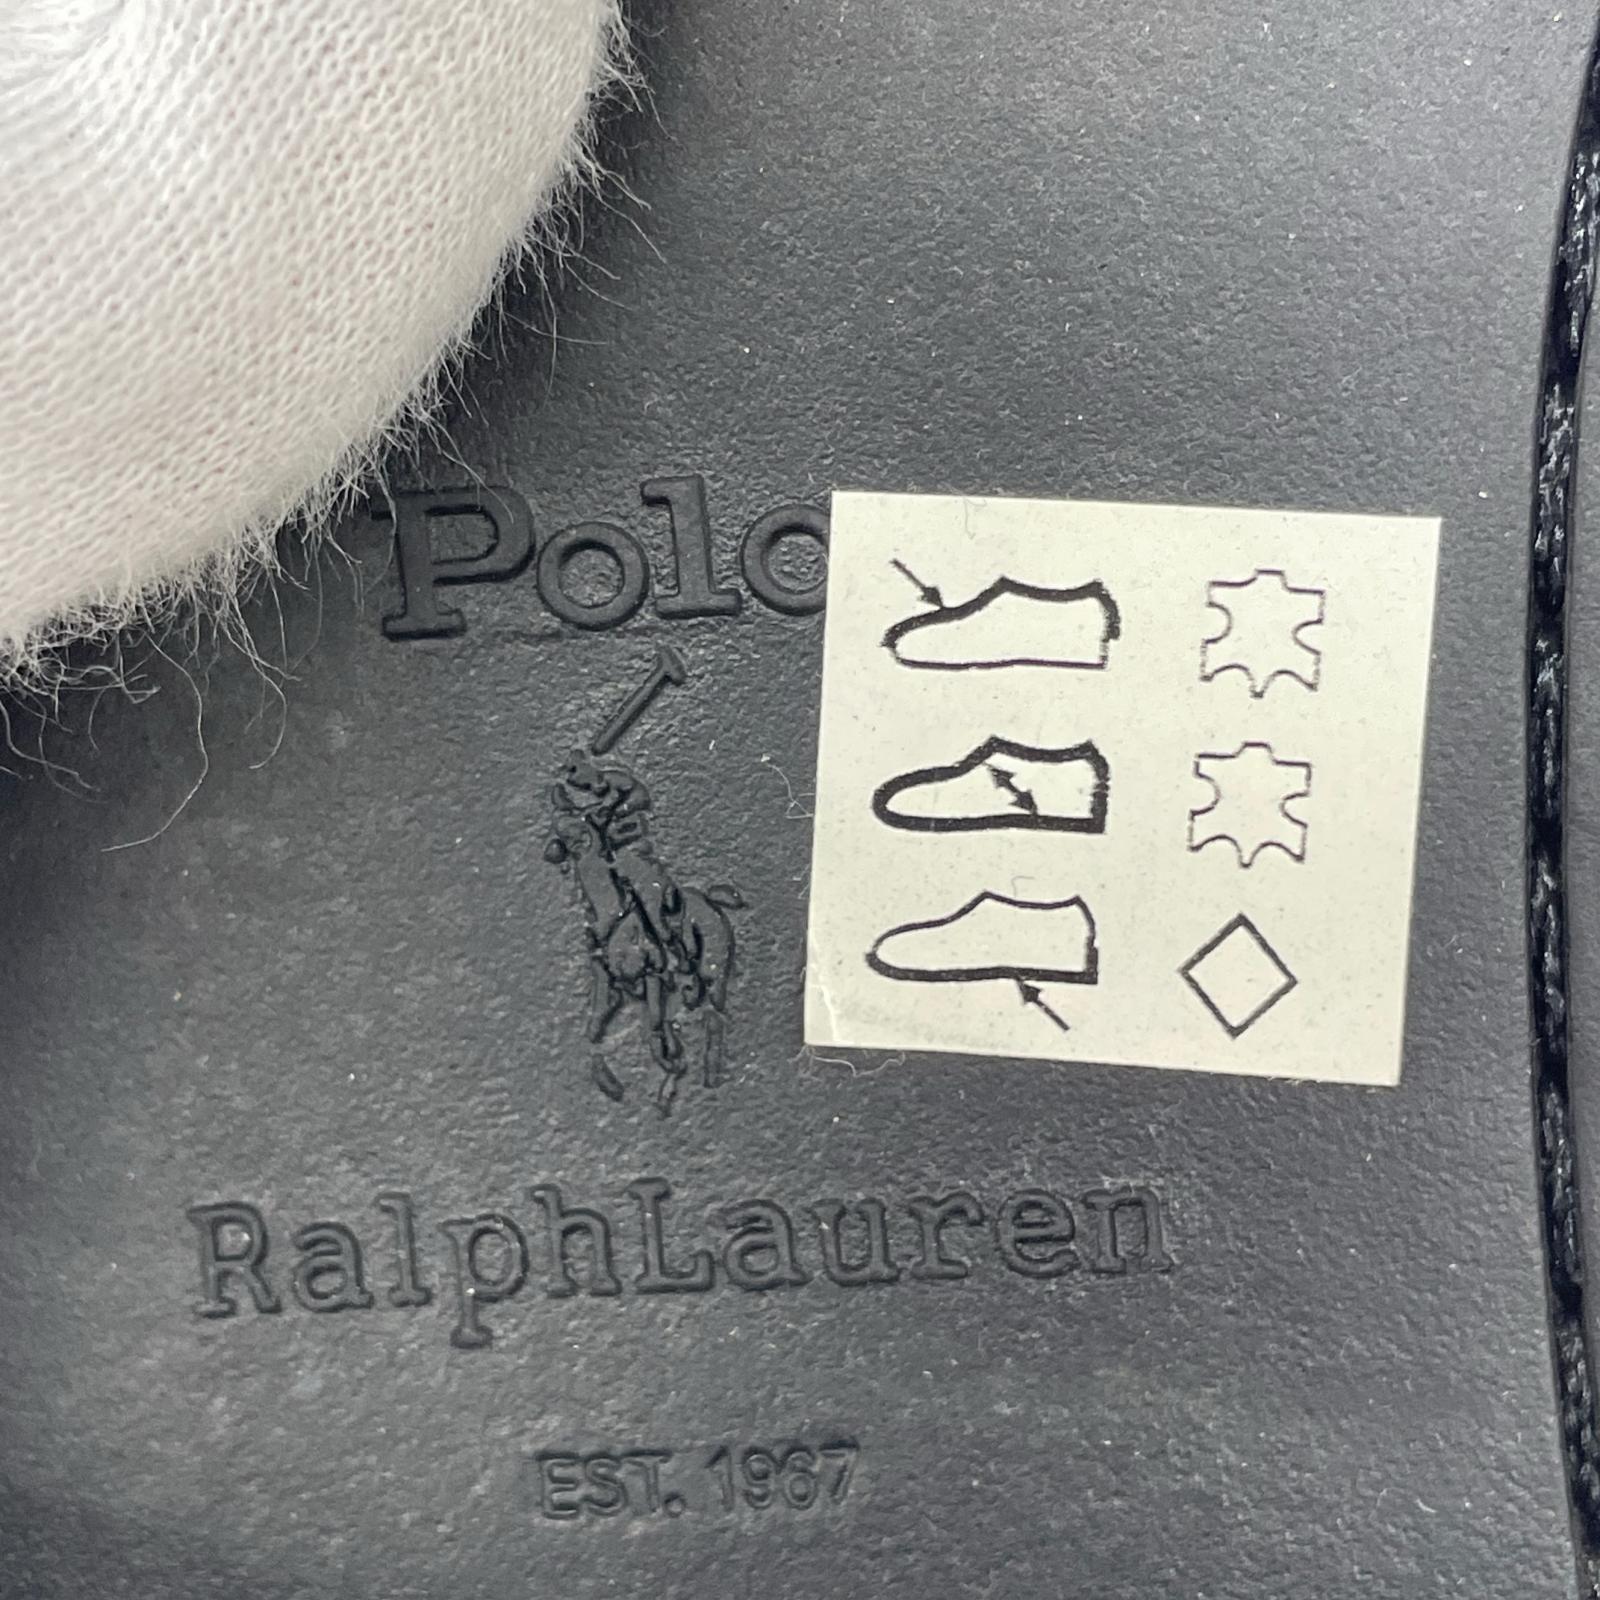 Polo
RalphLauren
EST. 1967